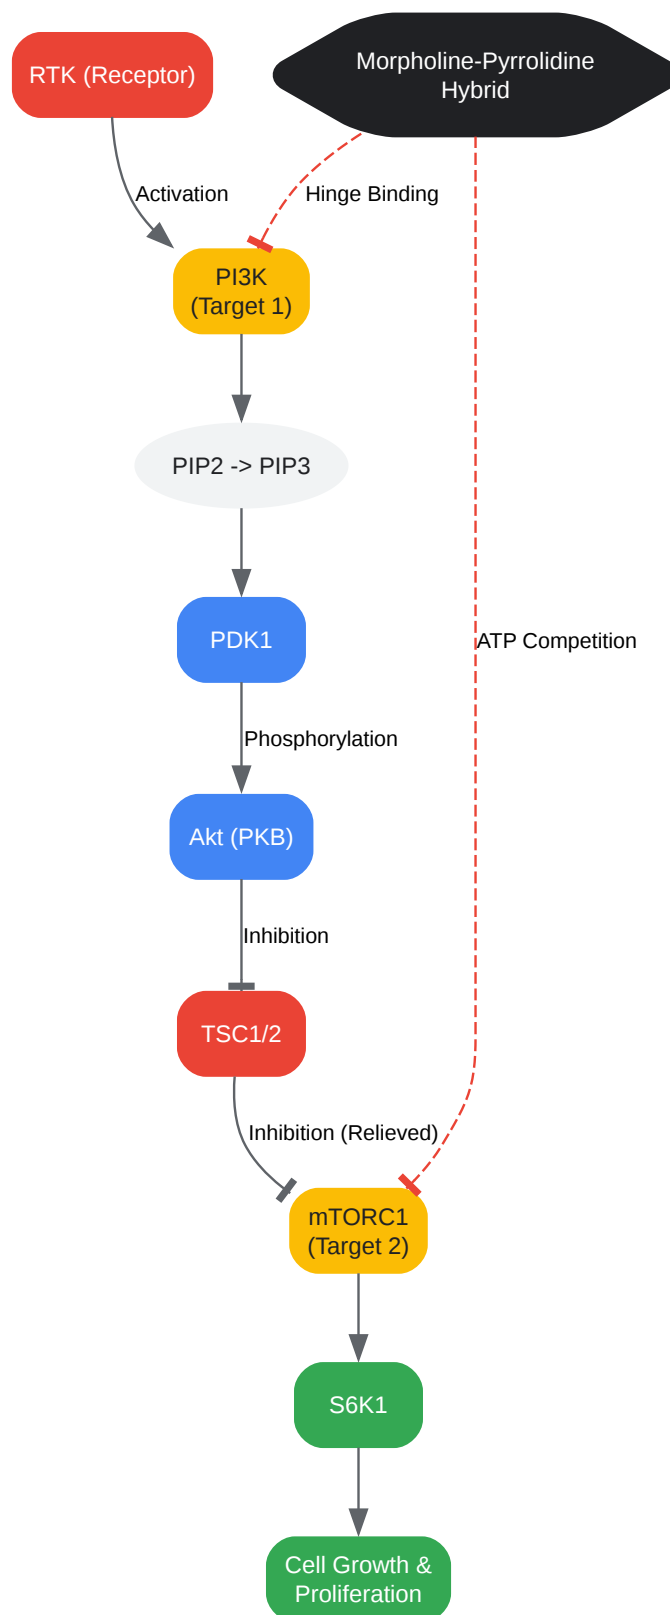 RTK (Receptor)
Morpholine-Pyrrolidine
Hybrid
Activation
Hinge Binding
PI3K
(Target 1)
PIP2 -> PIP3
PDK1
ATP Competition
Phosphorylation
Akt (PKB)
Inhibition
TSC1/2
Inhibition (Relieved)
mTORC1
(Target 2)
S6K1
Cell Growth &
Proliferation